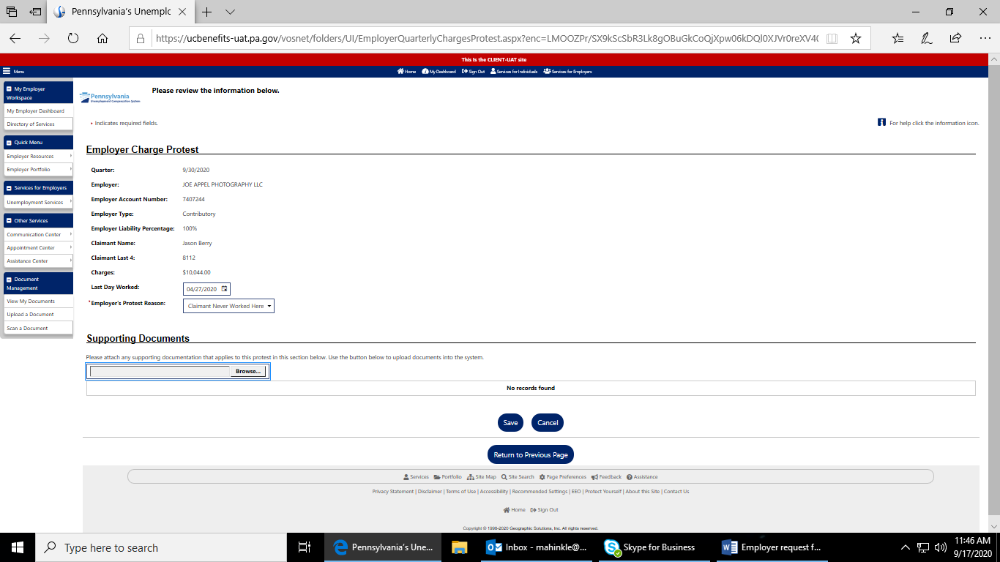 Pennsylvania's Unemplc
https://ucbenefits-uat.pa.gov/vosnet/folders/UI/EmployerQuarterlyChargesProtest.aspx?enc=LMOOZPr/SX9kScSbR3Lk8gOBuGkCoQjXpw06kDQl0XJVr0reXV4(
This Is the CLIENT-UAT site
Menu
Home My Dashboard Sign Out Services for Individuals Services for Employers
My Employer
Workspace
My Employer Dashboard
Directory of Services
Quick Menu
Employer Resources
Employer Portfolio
Services for Employers
Unemployment Services
Other Services
Communication Center
Appointment Center
Assistance Center
Document
Management
View My Documents
Upload a Document
Scan a Document
Pennsylvania
Unemployment Compensation System
Please review the information below.
* Indicates required fields.
For help click the information icon.
Employer Charge Protest
Quarter: 9/30/2020
Employer: JOE APPEL PHOTOGRAPHY LLC
Employer Account Number: 7407244
Employer Type: Contributory
Employer Liability Percentage: 100%
Claimant Name: Jason Berry
Claimant Last 4: 8112
Charges: $10,044.00
Last Day Worked: 04/27/2020
*Employer's Protest Reason: Claimant Never Worked Here
Supporting Documents
Please attach any supporting documentation that applies to this protest in this section below. Use the button below to upload documents into the system.
Browse...
No records found
Save Cancel
Return to Previous Page
Services Portfolio Site Map Site Search Page Preferences Feedback Assistance
Privacy Statement | Disclaimer | Terms of Use | Accessibility | Recommended Settings | EEO | Protect Yourself | About this Site | Contact Us
Home Sign Out
Copyright © 1998-2020 Geographic Solutions, Inc. All rights reserved.
Type here to search
Pennsylvania's Une...
Inbox - mahinkle@...
Skype for Business
Employer request f...
11:46 AM
9/17/2020